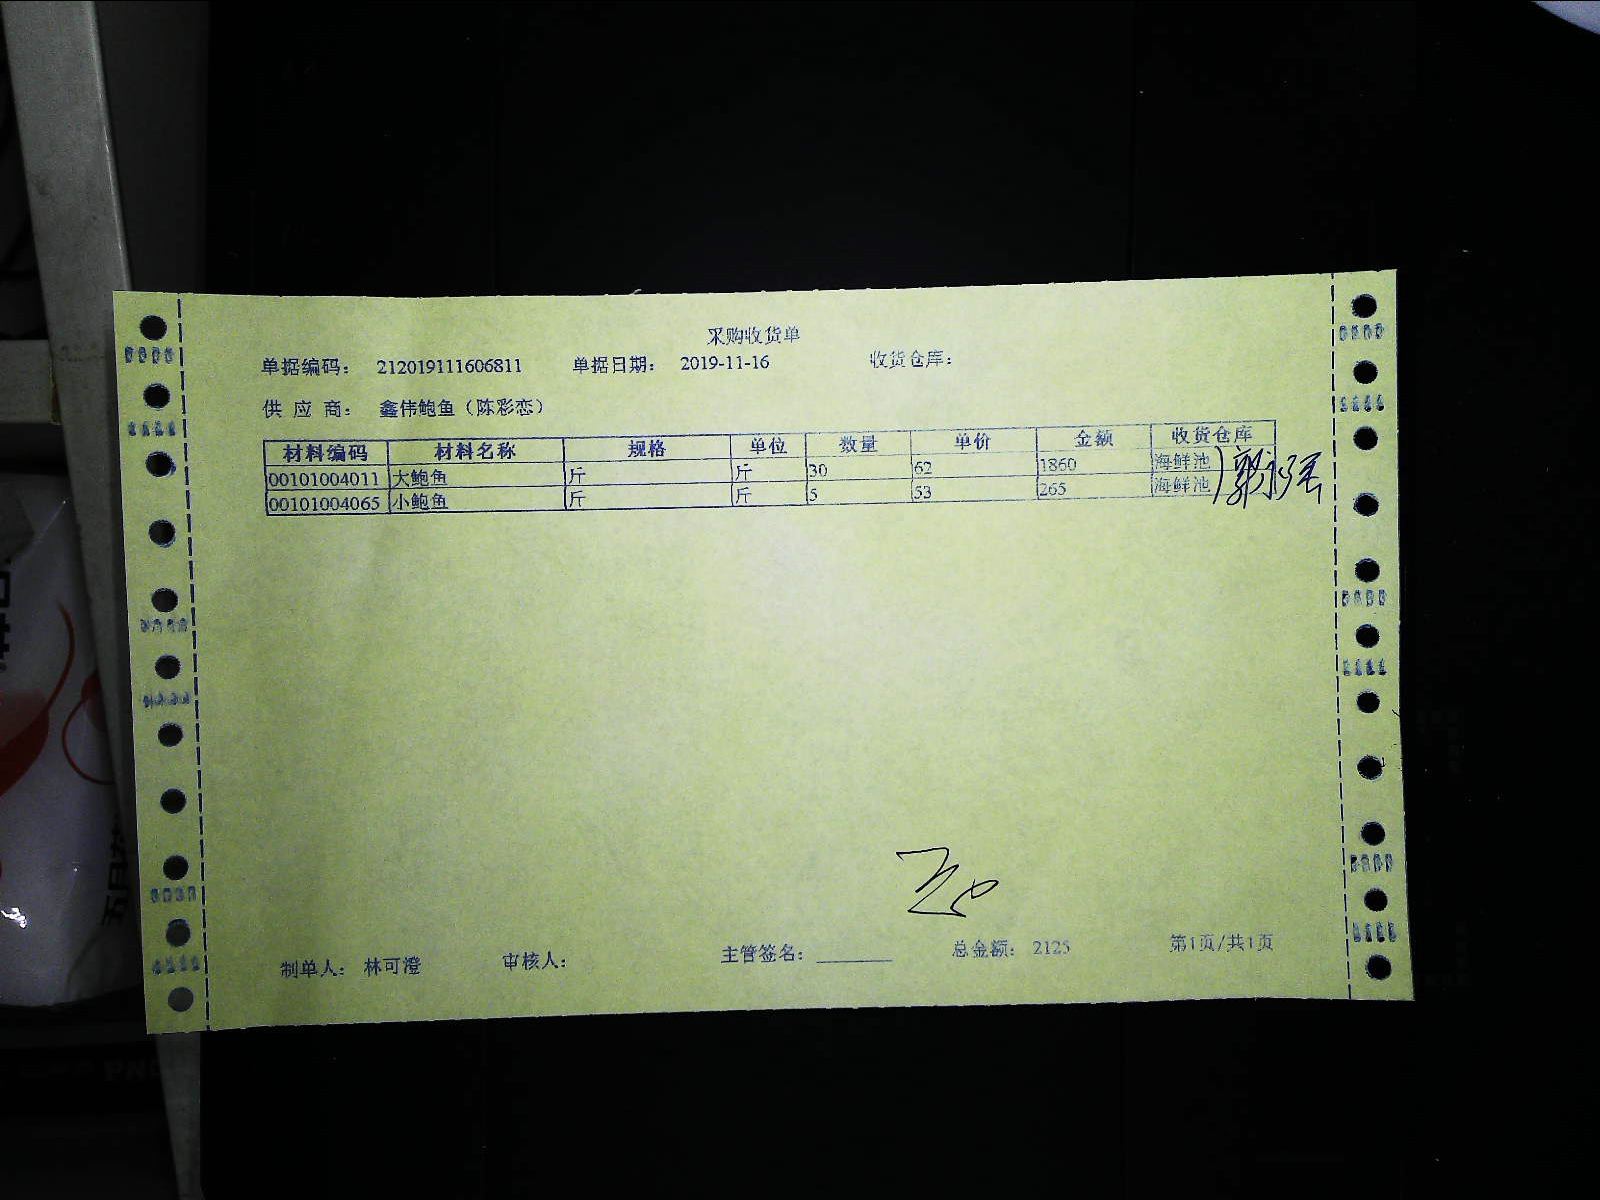 采购收货单
单据编码： 212019111606811 单据日期： 2019-11-16 收货仓库：
供 应 商： 鑫伟鲍鱼（陈彩恋）
材料编码 材料名称 规格 单位 数量 单价 金额 收货仓库
00101004011 大鲍鱼 斤 斤 30 62 1860 海鲜池
00101004065 小鲍鱼 斤 斤 5 53 265 海鲜池
制单人： 林可澄 审核人： 主管签名： 总金额： 2125 第1页/共1页